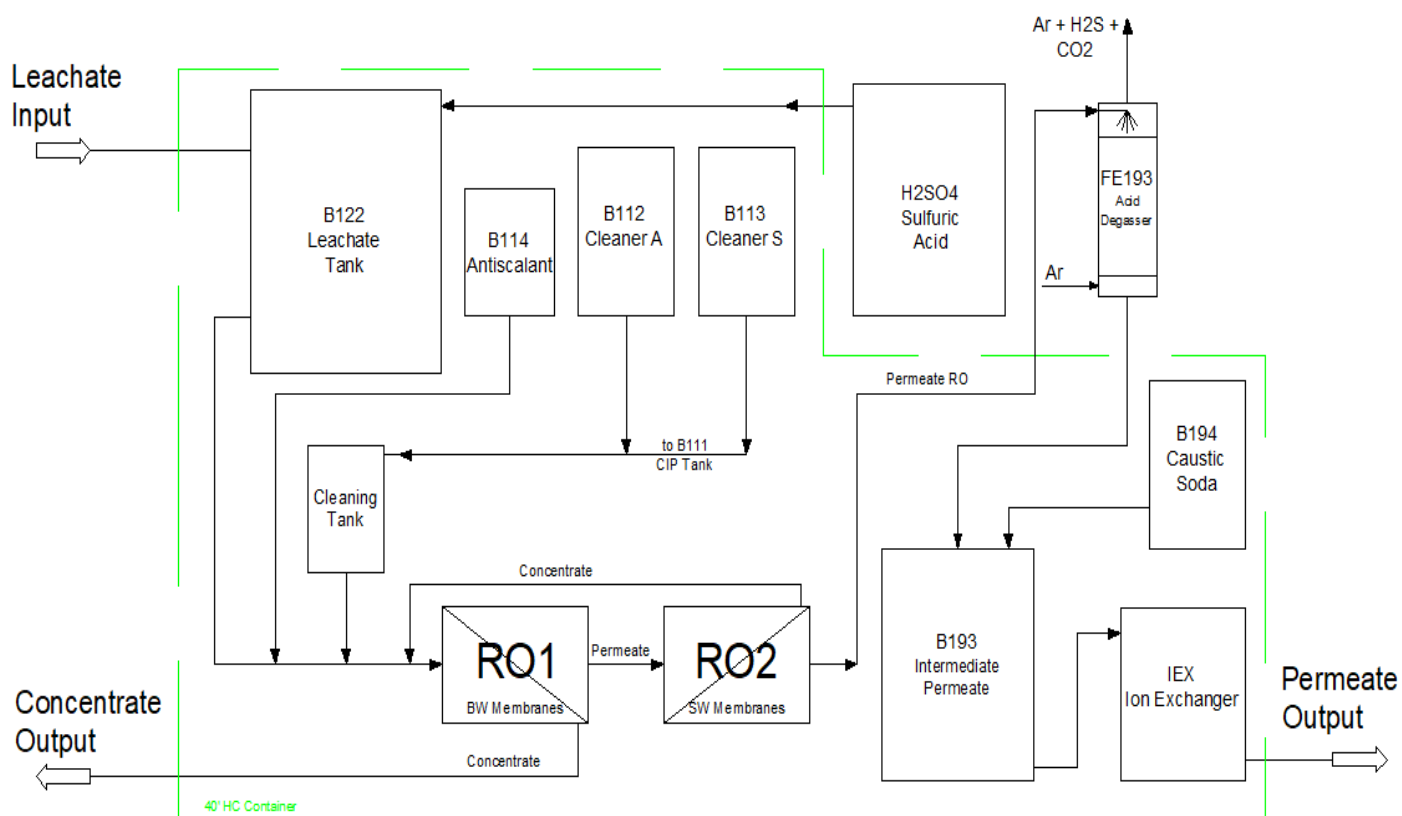 Ar + H2S +
CO2
Leachate
Input
B122
Leachate
Tank
B114
Antiscalant
B112
Cleaner A
B113
Cleaner S
H2SO4
Sulfuric
Acid
FE193
Acid
Degasser
Ar
Permeate RO
B194
Caustic
Soda
to B111
CIP Tank
Cleaning
Tank
Concentrate
RO1
BW Membranes
Permeate
RO2
SW Membranes
B193
Intermediate
Permeate
IEX
Ion Exchanger
Permeate
Output
Concentrate
Output
Concentrate
40' HC Container